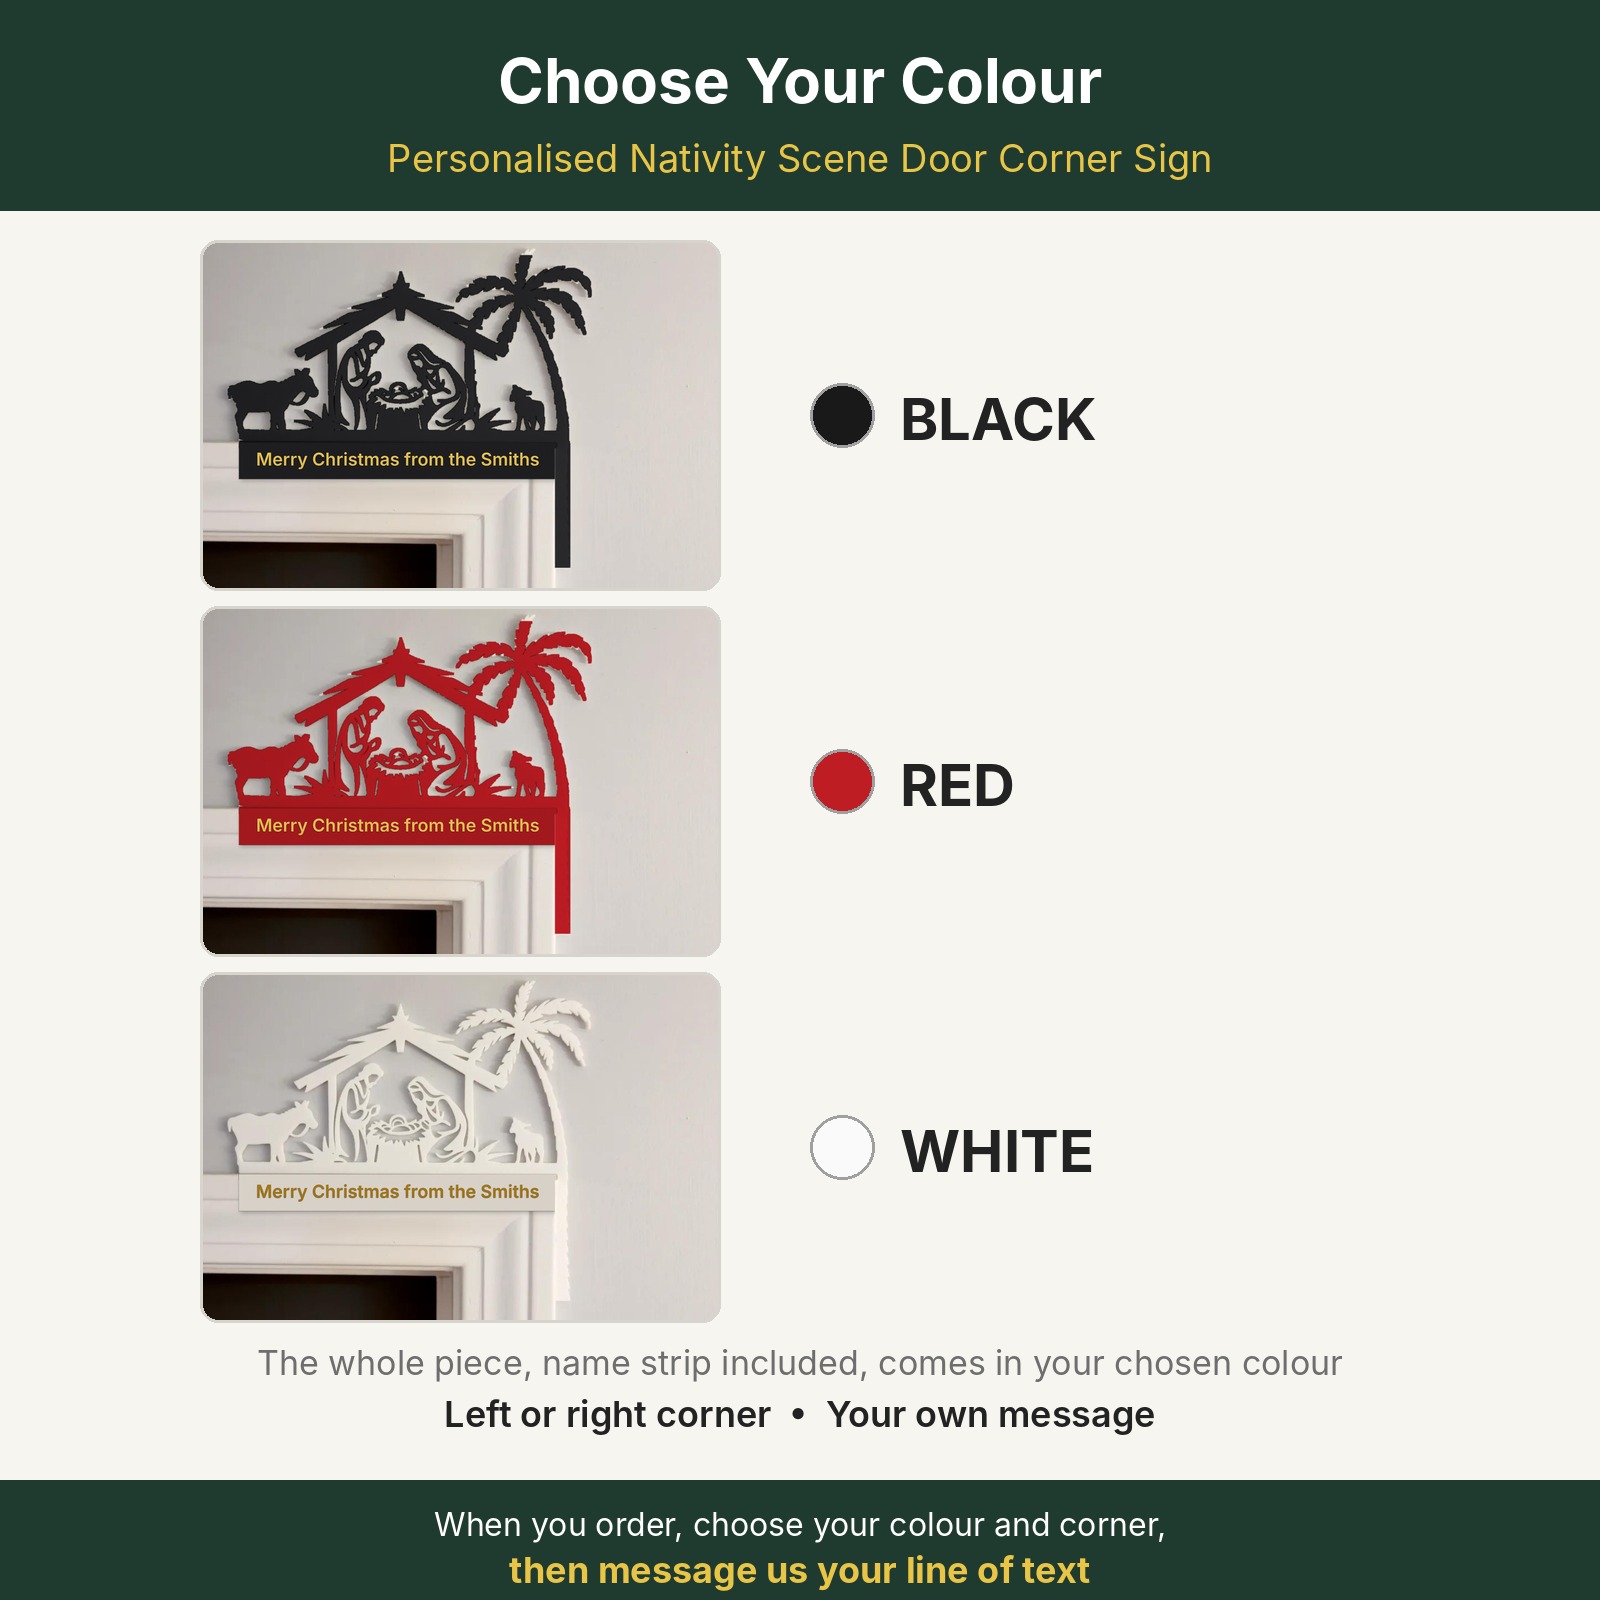 Choose Your Colour
Personalised Nativity Scene Door Corner Sign
Merry Christmas from the Smiths
BLACK
Merry Christmas from the Smiths
RED
Merry Christmas from the Smiths
WHITE
The whole piece, name strip included, comes in your chosen colour
Left or right corner • Your own message
When you order, choose your colour and corner,
then message us your line of text